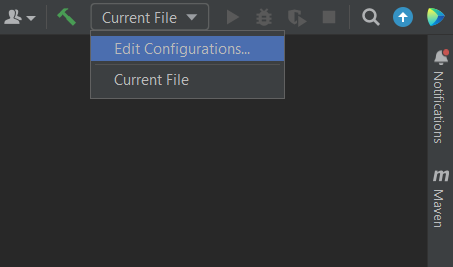 Current File
Edit Configurations...
Current File
Notifications
m
Maven